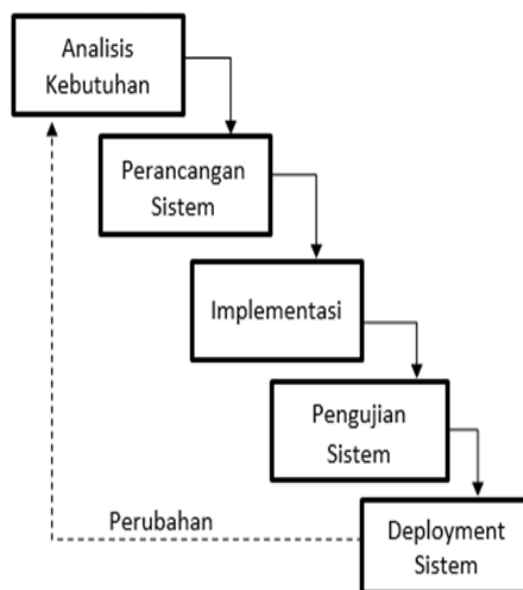 Analisis
Kebutuhan
Perancangan
Sistem
Implementasi
Pengujian
Sistem
Perubahan
Deployment
Sistem